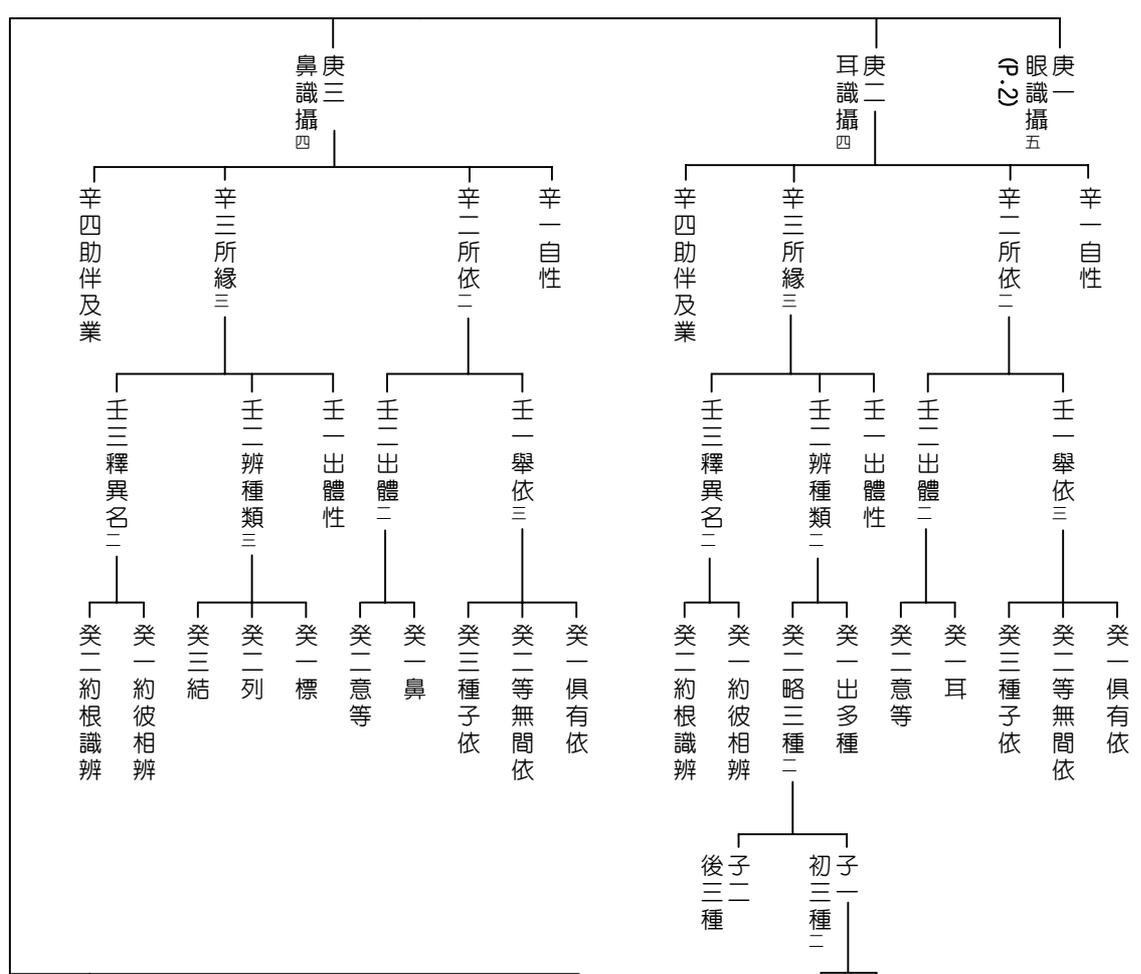 庚一
眼識攝五
(P.2)
庚二
耳識攝四
庚三
鼻識攝四
辛一自性
辛二所依二
辛三所緣三
辛四助伴及業
辛一自性
辛二所依二
辛三所緣三
辛四助伴及業
壬一舉依三
壬二出體二
壬一出體性
壬二辨種類二
壬三釋異名二
壬一舉依三
壬二出體二
壬一出體性
壬二辨種類三
壬三釋異名二
癸一俱有依
癸二等無間依
癸三種子依
癸一耳
癸二意等
癸一出多種
癸二略三種二
癸一約彼相辨
癸二約根識辨
癸一俱有依
癸二等無間依
癸三種子依
癸一鼻
癸二意等
癸一標
癸二列
癸三結
癸一約彼相辨
癸二約根識辨
子一
初三種二
子二
後三種